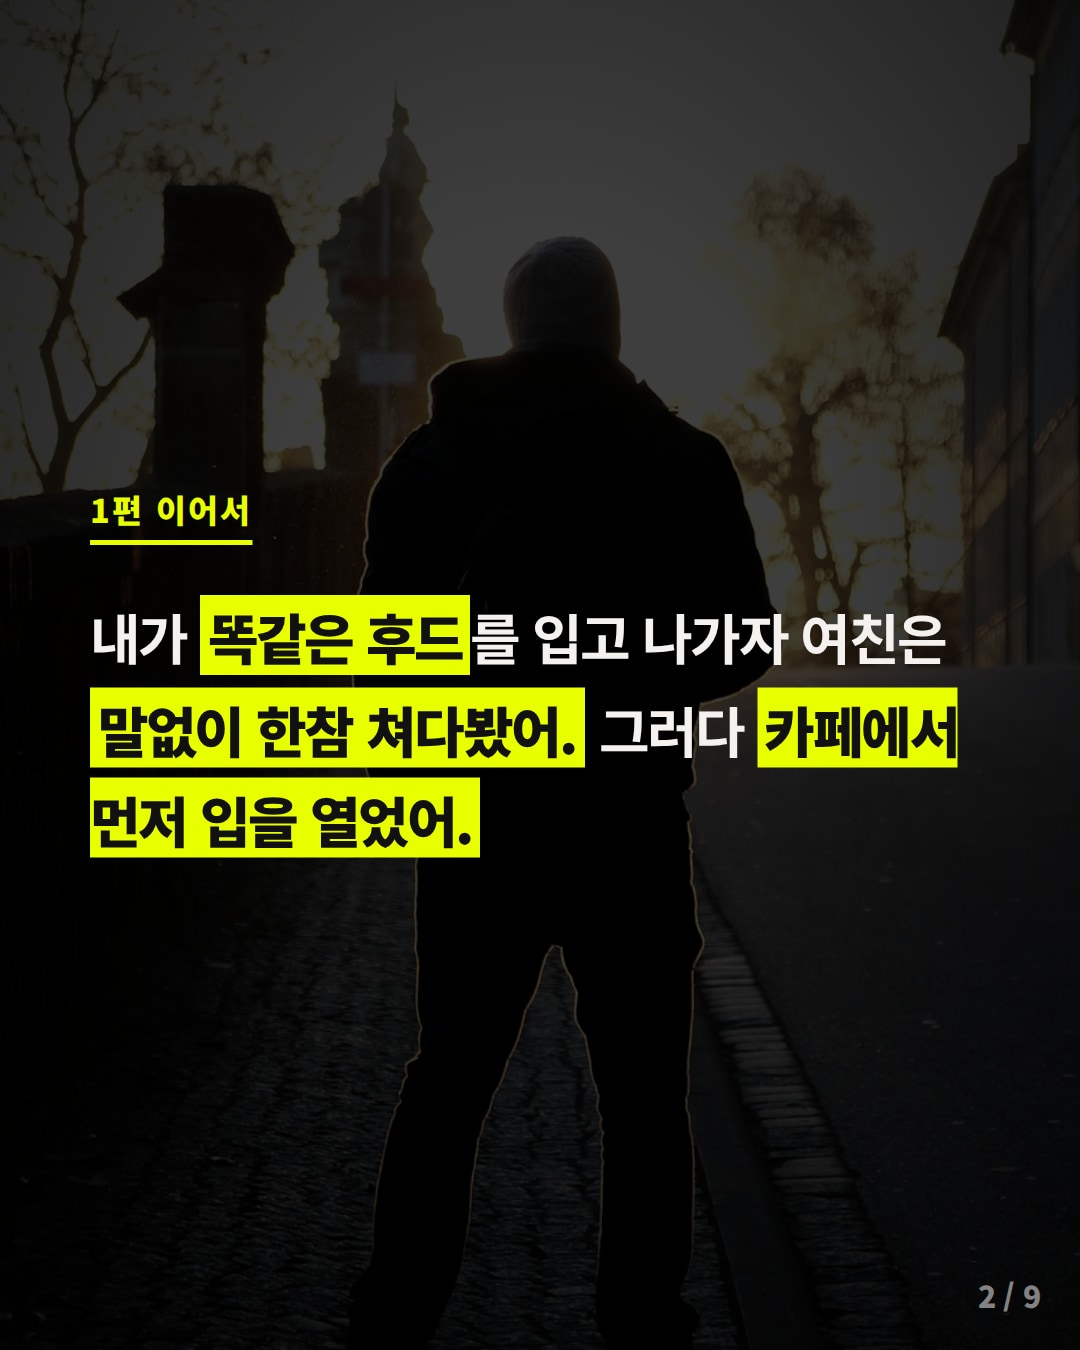 1편 이어서
내가 똑같은 후드를 입고 나가자 여친은
말없이 한참 쳐다봤어. 그러다 카페에서
먼저 입을 열었어.
2 / 9